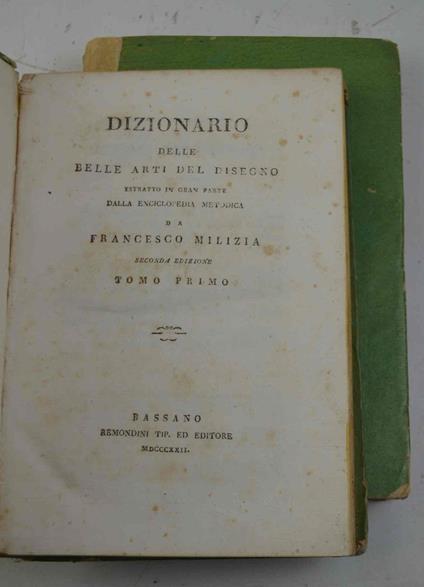 DIZIONARIO
DELLE
BELLE ARTI DEL DISEGNO
ESTRATTO IN GRAN PARTE
DALLA ENCICLOPEDIA METODICA
DA
FRANCESCO MILIZIA
SECONDA EDIZIONE
TOMO PRIMO
BASSANO
REMONDINI TIP. ED EDITORE
MDCCCXXII.